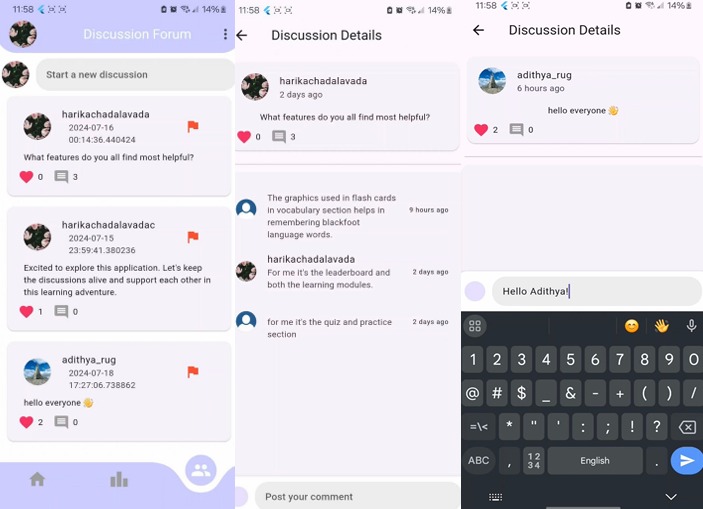 11:58
14%
Discussion Forum
Start a new discussion
harikachadalavada
2024-07-16
00:14:36.440424
What features do you all find most helpful?
0 3
harikachadalavadac
2024-07-15
23:59:41.380236
Excited to explore this application. Let's keep
the discussions alive and support each other in
this learning adventure.
1 0
adithya_rug
2024-07-18
17:27:06.738862
hello everyone 👋
2 0
11:58
14%
Discussion Details
harikachadalavada
2 days ago
What features do you all find most helpful?
0 3
The graphics used in flash cards
in vocabulary section helps in
remembering blackfoot
language words.
9 hours ago
harikachadalavada
For me it's the leaderboard and
both the learning modules.
2 days ago
for me it's the quiz and practice
section
2 days ago
Post your comment
11:58
14%
Discussion Details
adithya_rug
6 hours ago
hello everyone 👋
2 0
Hello Adithya!
😊 👋
1 2 3 4 5 6 7 8 9 0
@ # $ _ & - + ( ) /
=\< * " ' : ; ! ?
ABC , 12 34 English .